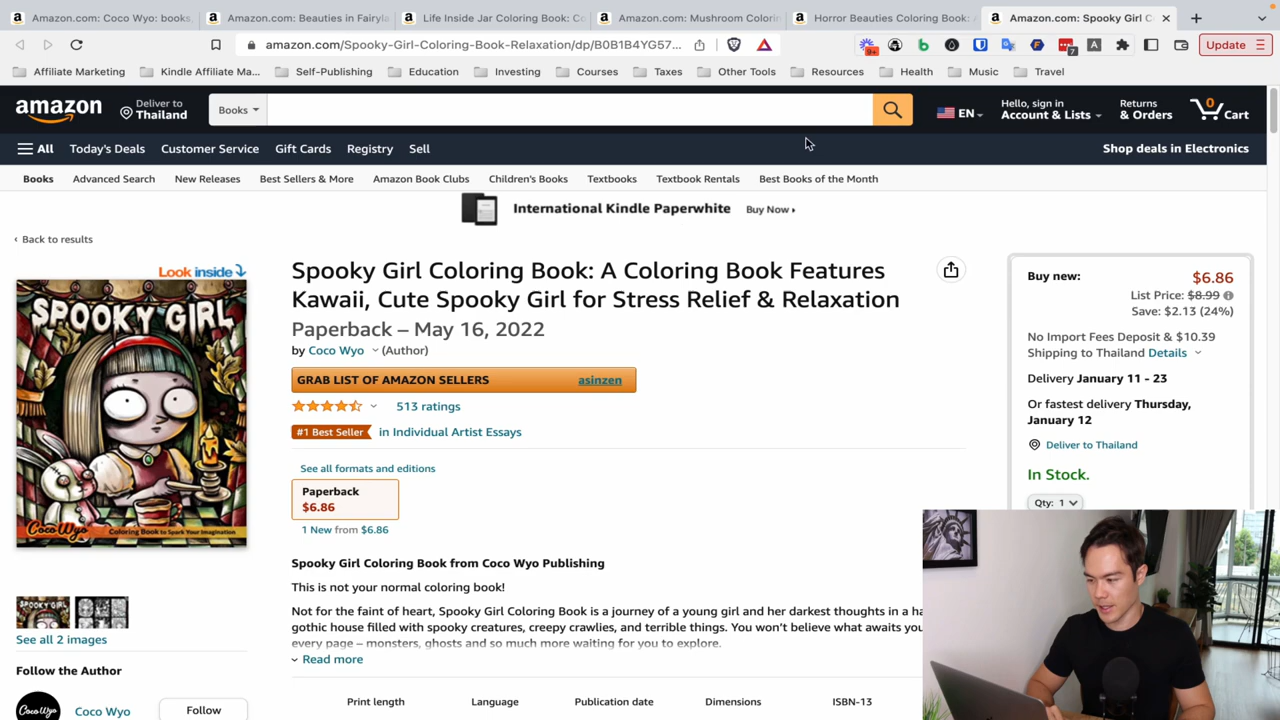 Amazon.com: Coco Wyo: books,
Amazon.com: Beauties in Fairyla
Life Inside Jar Coloring Book: Co
Amazon.com: Mushroom Colorin
Horror Beauties Coloring Book:
Amazon.com: Spooky Girl C
amazon.com/Spooky-Girl-Coloring-Book-Relaxation/dp/B0B1B4YG57...
9+
7
Update
Affiliate Marketing
Kindle Affiliate Ma...
Self-Publishing
Education
Investing
Courses
Taxes
Other Tools
Resources
Health
Music
Travel
amazon
Deliver to
Thailand
Books
EN
Hello, sign in
Account & Lists
Returns
& Orders
0
Cart
All
Today's Deals
Customer Service
Gift Cards
Registry
Sell
Shop deals in Electronics
Books
Advanced Search
New Releases
Best Sellers & More
Amazon Book Clubs
Children's Books
Textbooks
Textbook Rentals
Best Books of the Month
International Kindle Paperwhite
Buy Now
‹ Back to results
Look inside
SPOOKY GIRL
Coco Wyo
Coloring Book to Spark Your Imagination
See all 2 images
Follow the Author
Coco Wyo
Coco Wyo
Follow
Spooky Girl Coloring Book: A Coloring Book Features
Kawaii, Cute Spooky Girl for Stress Relief & Relaxation
Paperback – May 16, 2022
by Coco Wyo (Author)
GRAB LIST OF AMAZON SELLERS
asinzen
513 ratings
#1 Best Seller in Individual Artist Essays
See all formats and editions
Paperback
$6.86
1 New from $6.86
Spooky Girl Coloring Book from Coco Wyo Publishing
This is not your normal coloring book!
Not for the faint of heart, Spooky Girl Coloring Book is a journey of a young girl and her darkest thoughts in a ha
gothic house filled with spooky creatures, creepy crawlies, and terrible things. You won't believe what awaits you
every page – monsters, ghosts and so much more waiting for you to explore.
Read more
Print length
Language
Publication date
Dimensions
ISBN-13
Buy new:
$6.86
List Price: $8.99
Save: $2.13 (24%)
No Import Fees Deposit & $10.39
Shipping to Thailand Details
Delivery January 11 - 23
Or fastest delivery Thursday,
January 12
Deliver to Thailand
In Stock.
Qty: 1